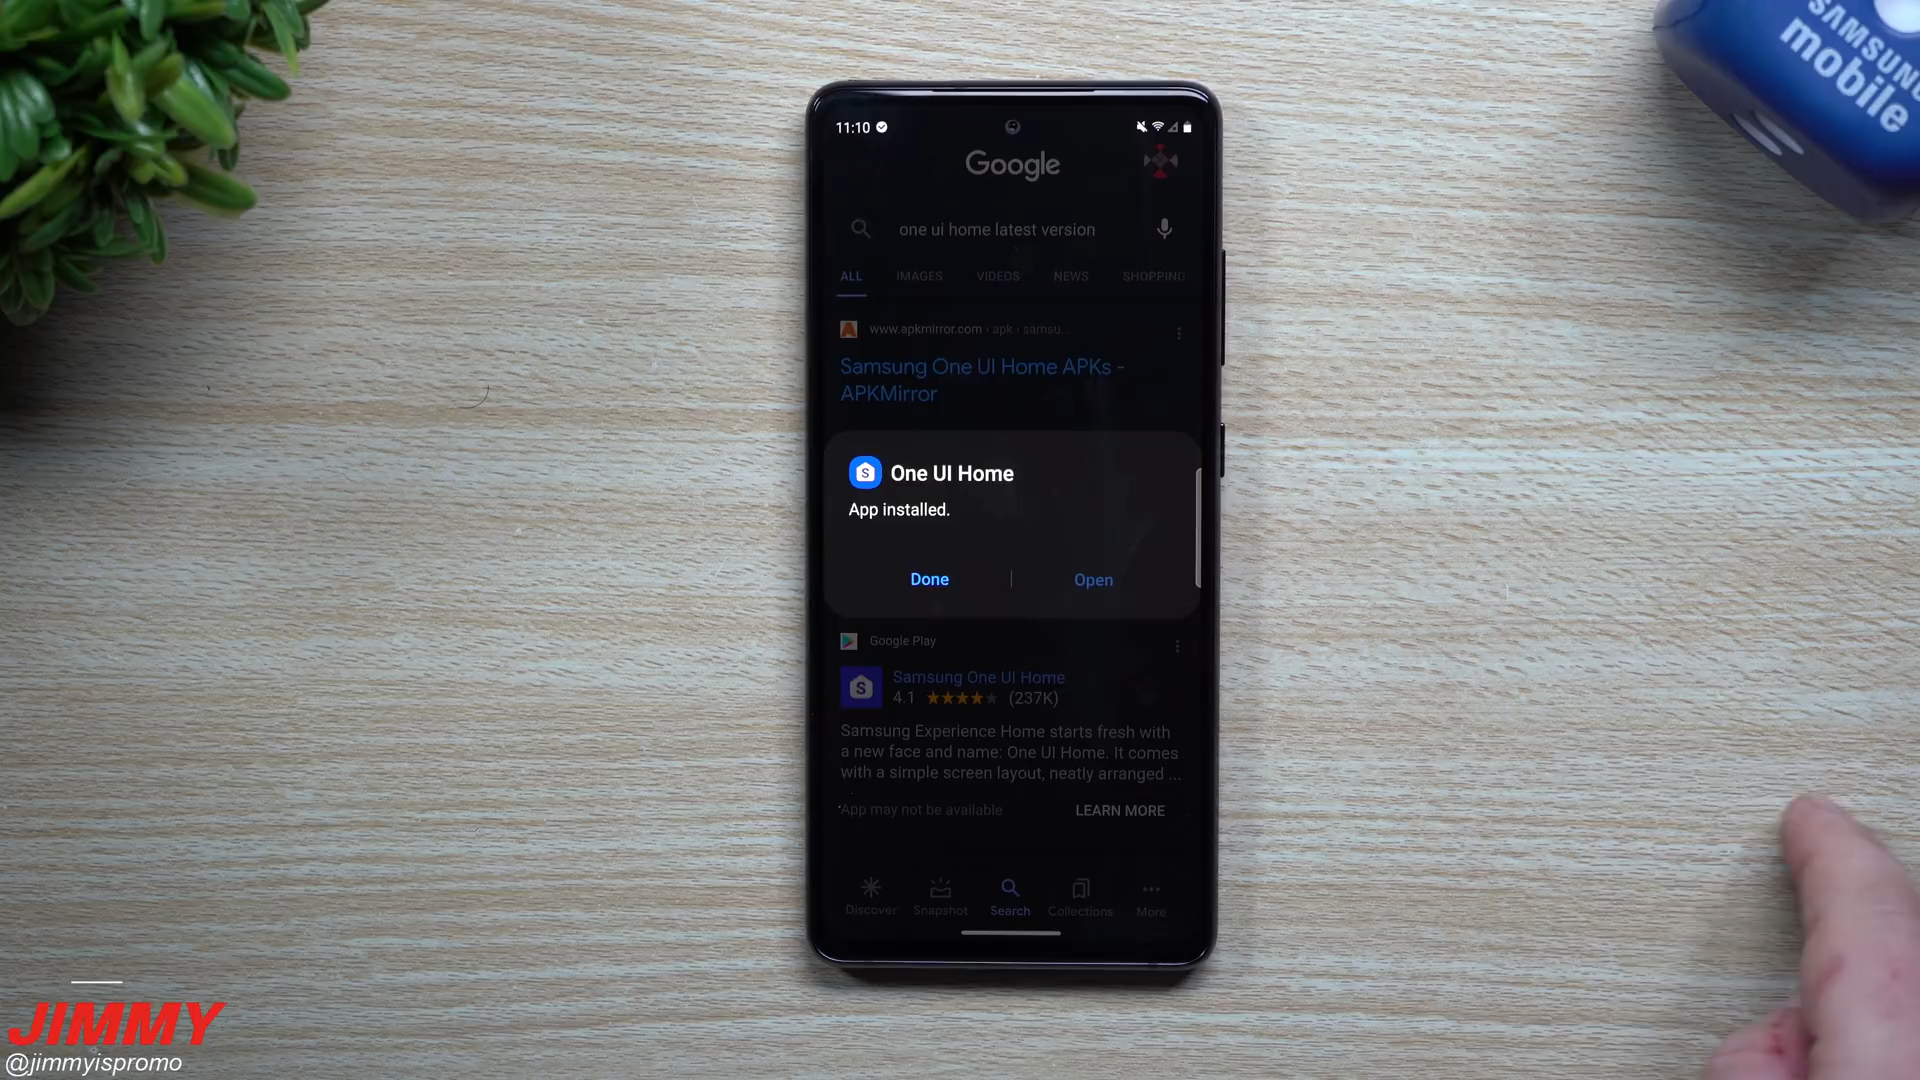 SAMSUNG
mobile
11:10
Google
one ui home latest version
ALL IMAGES VIDEOS NEWS SHOPPING
www.apkmirror.com › apk › samsu...
Samsung One UI Home APKs -
APKMirror
One UI Home
App installed.
Done Open
Google Play
Samsung One UI Home
4.1 (237K)
Samsung Experience Home starts fresh with
a new face and name: One UI Home. It comes
with a simple screen layout, neatly arranged ...
App may not be available LEARN MORE
Discover Snapshot Search Collections More
JIMMY
@jimmyispromo